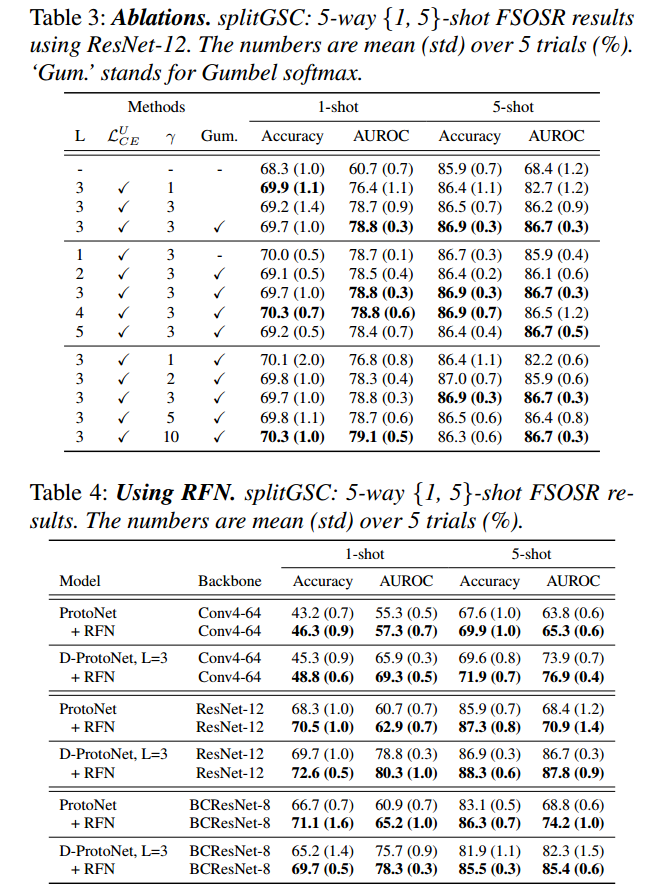 Table 3: Ablations. splitGSC: 5-way {1, 5}-shot FSOSR results
using ResNet-12. The numbers are mean (std) over 5 trials (%).
‘Gum.’ stands for Gumbel softmax.
Methods 1-shot 5-shot
L L^U_CE γ Gum. Accuracy AUROC Accuracy AUROC
- - - 68.3 (1.0) 60.7 (0.7) 85.9 (0.7) 68.4 (1.2)
3 ✓ 1 69.9 (1.1) 76.4 (1.1) 86.4 (1.1) 82.7 (1.2)
3 ✓ 3 69.2 (1.4) 78.7 (0.9) 86.5 (0.7) 86.2 (0.9)
3 ✓ 3 ✓ 69.7 (1.0) 78.8 (0.3) 86.9 (0.3) 86.7 (0.3)
1 ✓ 3 - 70.0 (0.5) 78.7 (0.1) 86.7 (0.3) 85.9 (0.4)
2 ✓ 3 ✓ 69.1 (0.5) 78.5 (0.4) 86.4 (0.2) 86.1 (0.6)
3 ✓ 3 ✓ 69.7 (1.0) 78.8 (0.3) 86.9 (0.3) 86.7 (0.3)
4 ✓ 3 ✓ 70.3 (0.7) 78.8 (0.6) 86.9 (0.7) 86.5 (1.2)
5 ✓ 3 ✓ 69.2 (0.5) 78.4 (0.7) 86.4 (0.4) 86.7 (0.5)
3 ✓ 1 ✓ 70.1 (2.0) 76.8 (0.8) 86.4 (1.1) 82.2 (0.6)
3 ✓ 2 ✓ 69.8 (1.0) 78.3 (0.4) 87.0 (0.7) 85.9 (0.6)
3 ✓ 3 ✓ 69.7 (1.0) 78.8 (0.3) 86.9 (0.3) 86.7 (0.3)
3 ✓ 5 ✓ 69.8 (1.1) 78.7 (0.6) 86.5 (0.6) 86.4 (0.8)
3 ✓ 10 ✓ 70.3 (1.0) 79.1 (0.5) 86.3 (0.6) 86.7 (0.3)
Table 4: Using RFN. splitGSC: 5-way {1, 5}-shot FSOSR re-
sults. The numbers are mean (std) over 5 trials (%).
1-shot 5-shot
Model Backbone Accuracy AUROC Accuracy AUROC
ProtoNet Conv4-64 43.2 (0.7) 55.3 (0.5) 67.6 (1.0) 63.8 (0.6)
+ RFN Conv4-64 46.3 (0.9) 57.3 (0.7) 69.9 (1.0) 65.3 (0.6)
D-ProtoNet, L=3 Conv4-64 45.3 (0.9) 65.9 (0.3) 69.6 (0.8) 73.9 (0.7)
+ RFN Conv4-64 48.8 (0.6) 69.3 (0.5) 71.9 (0.7) 76.9 (0.4)
ProtoNet ResNet-12 68.3 (1.0) 60.7 (0.7) 85.9 (0.7) 68.4 (1.2)
+ RFN ResNet-12 70.5 (1.0) 62.9 (0.7) 87.3 (0.8) 70.9 (1.4)
D-ProtoNet, L=3 ResNet-12 69.7 (1.0) 78.8 (0.3) 86.9 (0.3) 86.7 (0.3)
+ RFN ResNet-12 72.6 (0.5) 80.3 (1.0) 88.3 (0.6) 87.8 (0.9)
ProtoNet BCResNet-8 66.7 (0.7) 60.9 (0.7) 83.1 (0.5) 68.8 (0.6)
+ RFN BCResNet-8 71.1 (1.6) 65.2 (1.0) 86.3 (0.7) 74.2 (1.0)
D-ProtoNet, L=3 BCResNet-8 65.2 (1.4) 75.7 (0.9) 81.9 (1.1) 82.3 (1.5)
+ RFN BCResNet-8 69.7 (0.5) 78.3 (0.3) 85.5 (0.3) 85.4 (0.6)